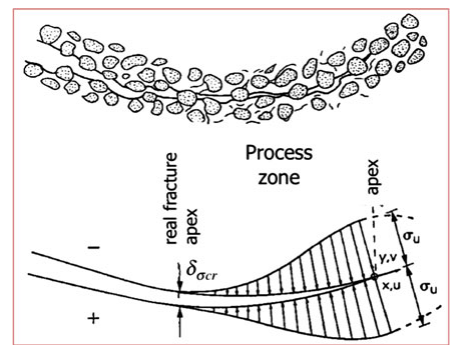 Process
zone
real fracture
apex
apex
δσcr
σu
y,v
x,u
σu
−
+